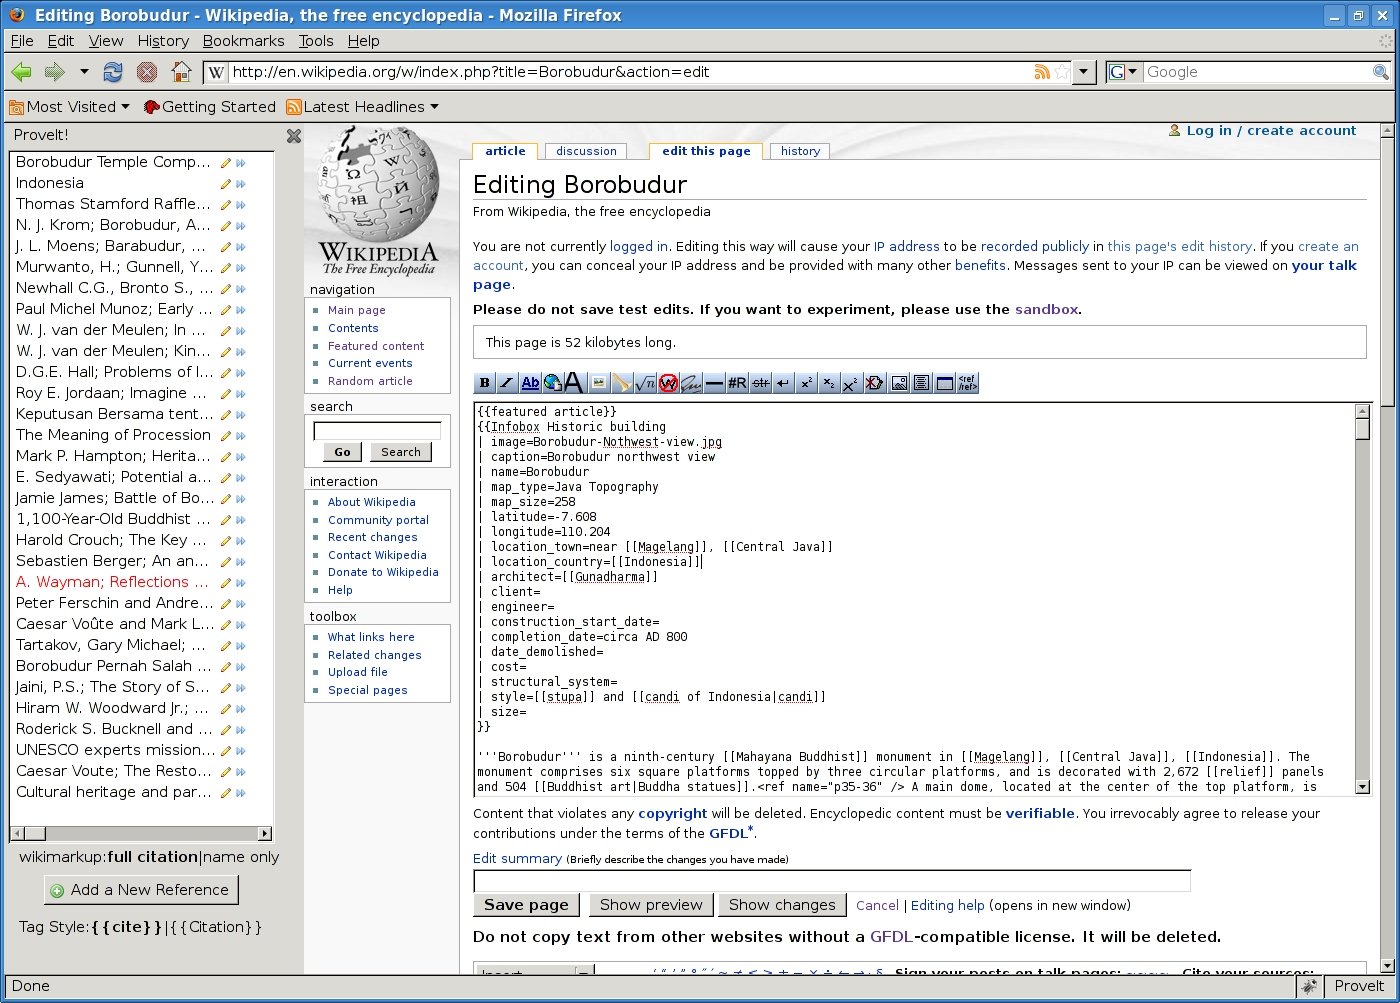 Editing Borobudur - Wikipedia, the free encyclopedia - Mozilla Firefox
File Edit View History Bookmarks Tools Help
W http://en.wikipedia.org/w/index.php?title=Borobudur&action=edit G Google
Most Visited Getting Started Latest Headlines
ProveIt!
Borobudur Temple Comp...
Indonesia
Thomas Stamford Raffle...
N. J. Krom; Borobudur, A...
J. L. Moens; Barabudur, ...
Murwanto, H.; Gunnell, Y...
Newhall C.G., Bronto S., ...
Paul Michel Munoz; Early ...
W. J. van der Meulen; In ...
W. J. van der Meulen; Kin...
D.G.E. Hall; Problems of I...
Roy E. Jordaan; Imagine ...
Keputusan Bersama tent...
The Meaning of Procession
Mark P. Hampton; Herita...
E. Sedyawati; Potential a...
Jamie James; Battle of Bo...
1,100-Year-Old Buddhist ...
Harold Crouch; The Key ...
Sebastien Berger; An an...
A. Wayman; Reflections ...
Peter Ferschin and Andre...
Caesar Voûte and Mark L...
Tartakov, Gary Michael; ...
Borobudur Pernah Salah ...
Jaini, P.S.; The Story of S...
Hiram W. Woodward Jr.; ...
Roderick S. Bucknell and ...
UNESCO experts mission...
Caesar Voute; The Resto...
Cultural heritage and par...
wikimarkup:full citation|name only
Add a New Reference
Tag Style:{{cite}}|{{Citation}}
WIKIPEDIA
The Free Encyclopedia
navigation
Main page
Contents
Featured content
Current events
Random article
search
Go Search
interaction
About Wikipedia
Community portal
Recent changes
Contact Wikipedia
Donate to Wikipedia
Help
toolbox
What links here
Related changes
Upload file
Special pages
Log in / create account
article discussion edit this page history
Editing Borobudur
From Wikipedia, the free encyclopedia
You are not currently logged in. Editing this way will cause your IP address to be recorded publicly in this page's edit history. If you create an
account, you can conceal your IP address and be provided with many other benefits. Messages sent to your IP can be viewed on your talk
page.
Please do not save test edits. If you want to experiment, please use the sandbox.
This page is 52 kilobytes long.
B I Ab A √n W #R str x² x₂ x² <ref/ref>
{{featured article}}
{{Infobox Historic building
| image=Borobudur-Nothwest-view.jpg
| caption=Borobudur northwest view
| name=Borobudur
| map_type=Java Topography
| map_size=258
| latitude=-7.608
| longitude=110.204
| location_town=near [[Magelang]], [[Central Java]]
| location_country=[[Indonesia]]
| architect=[[Gunadharma]]
| client=
| engineer=
| construction_start_date=
| completion_date=circa AD 800
| date_demolished=
| cost=
| structural_system=
| style=[[stupa]] and [[candi of Indonesia|candi]]
| size=
}}
'''Borobudur''' is a ninth-century [[Mahayana Buddhist]] monument in [[Magelang]], [[Central Java]], [[Indonesia]]. The
monument comprises six square platforms topped by three circular platforms, and is decorated with 2,672 [[relief]] panels
and 504 [[Buddhist art|Buddha statues]].<ref name="p35-36" /> A main dome, located at the center of the top platform, is
Content that violates any copyright will be deleted. Encyclopedic content must be verifiable. You irrevocably agree to release your
contributions under the terms of the GFDL*.
Edit summary (Briefly describe the changes you have made)
Save page Show preview Show changes Cancel | Editing help (opens in new window)
Do not copy text from other websites without a GFDL-compatible license. It will be deleted.
Insert Sign your posts on talk pages: Cite your sources:
Done ProveIt